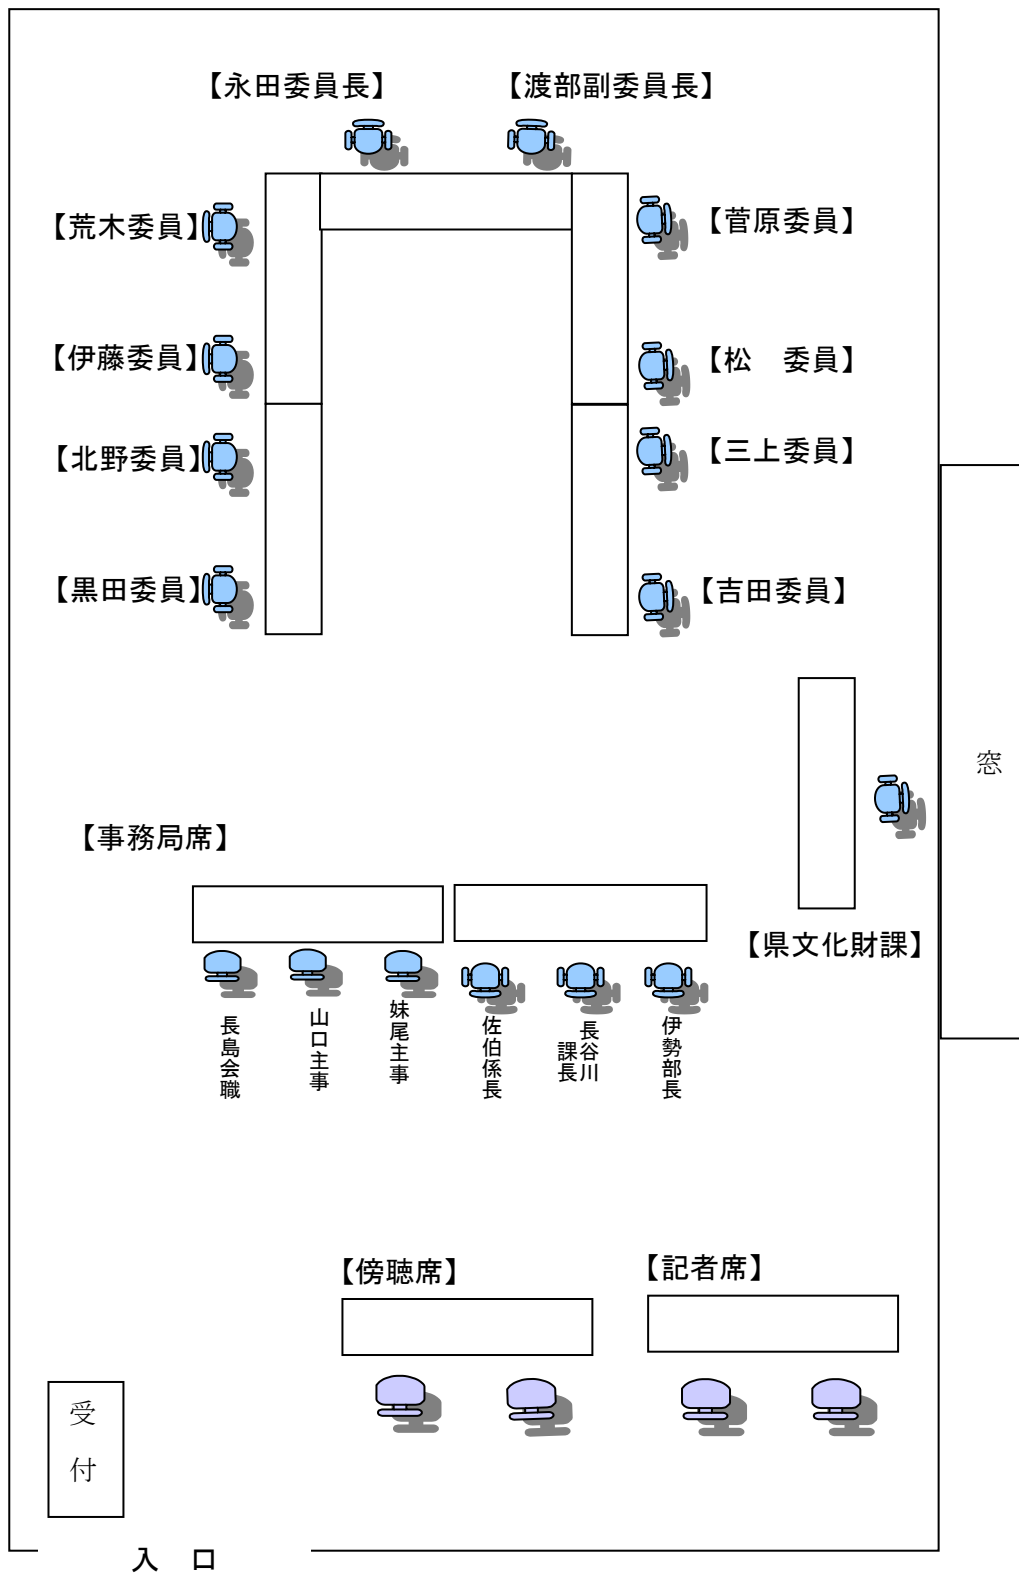 【永田委員長】
【渡部副委員長】
【荒木委員】
【菅原委員】
【伊藤委員】
【松　委員】
【北野委員】
【三上委員】
【黒田委員】
【吉田委員】
窓
【事務局席】
【県文化財課】
長島会職
山口主事
妹尾主事
佐伯係長
長谷川
課長
伊勢部長
【傍聴席】
【記者席】
受
付
入　口